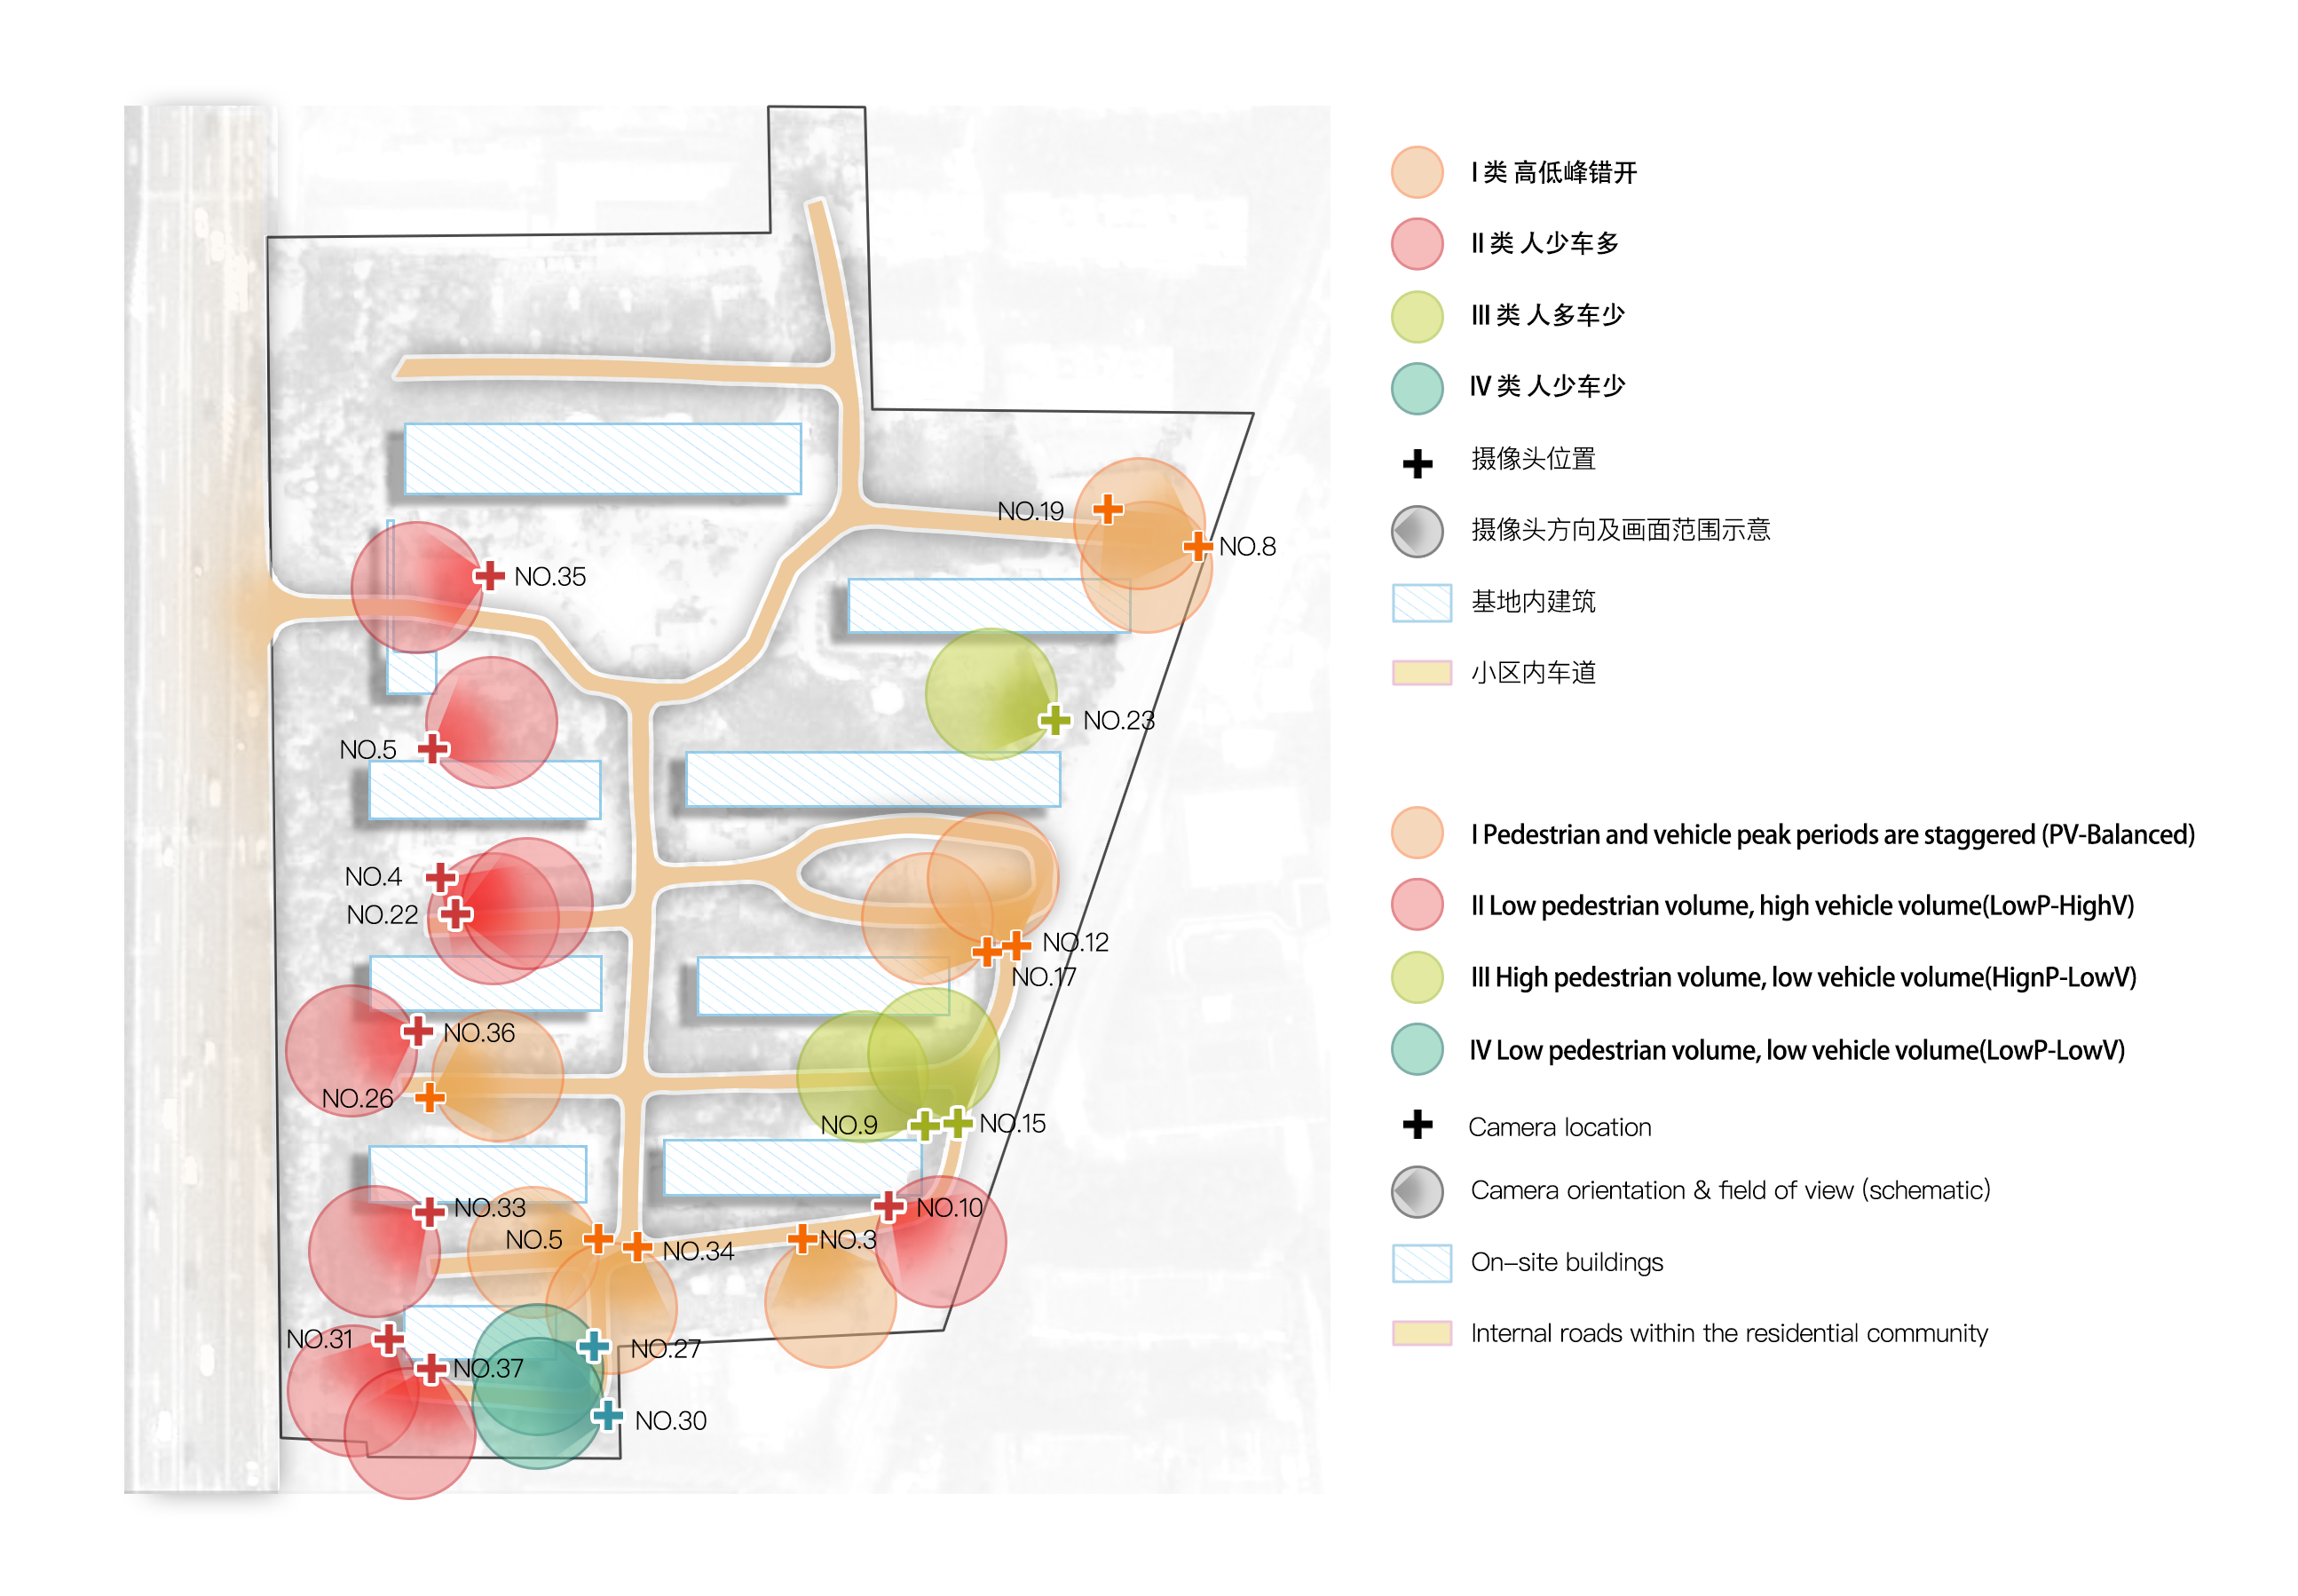 NO.19
NO.8
NO.35
NO.23
NO.5
NO.4
NO.22
NO.12
NO.17
NO.36
NO.26
NO.9
NO.15
NO.33
NO.10
NO.5
NO.34
NO.3
NO.31
NO.27
NO.37
NO.30
I 类 高低峰错开
II 类 人少车多
III 类 人多车少
IV 类 人少车少
摄像头位置
摄像头方向及画面范围示意
基地内建筑
小区内车道
I Pedestrian and vehicle peak periods are staggered (PV-Balanced)
II Low pedestrian volume, high vehicle volume(LowP-HighV)
III High pedestrian volume, low vehicle volume(HignP-LowV)
IV Low pedestrian volume, low vehicle volume(LowP-LowV)
Camera location
Camera orientation & field of view (schematic)
On-site buildings
Internal roads within the residential community